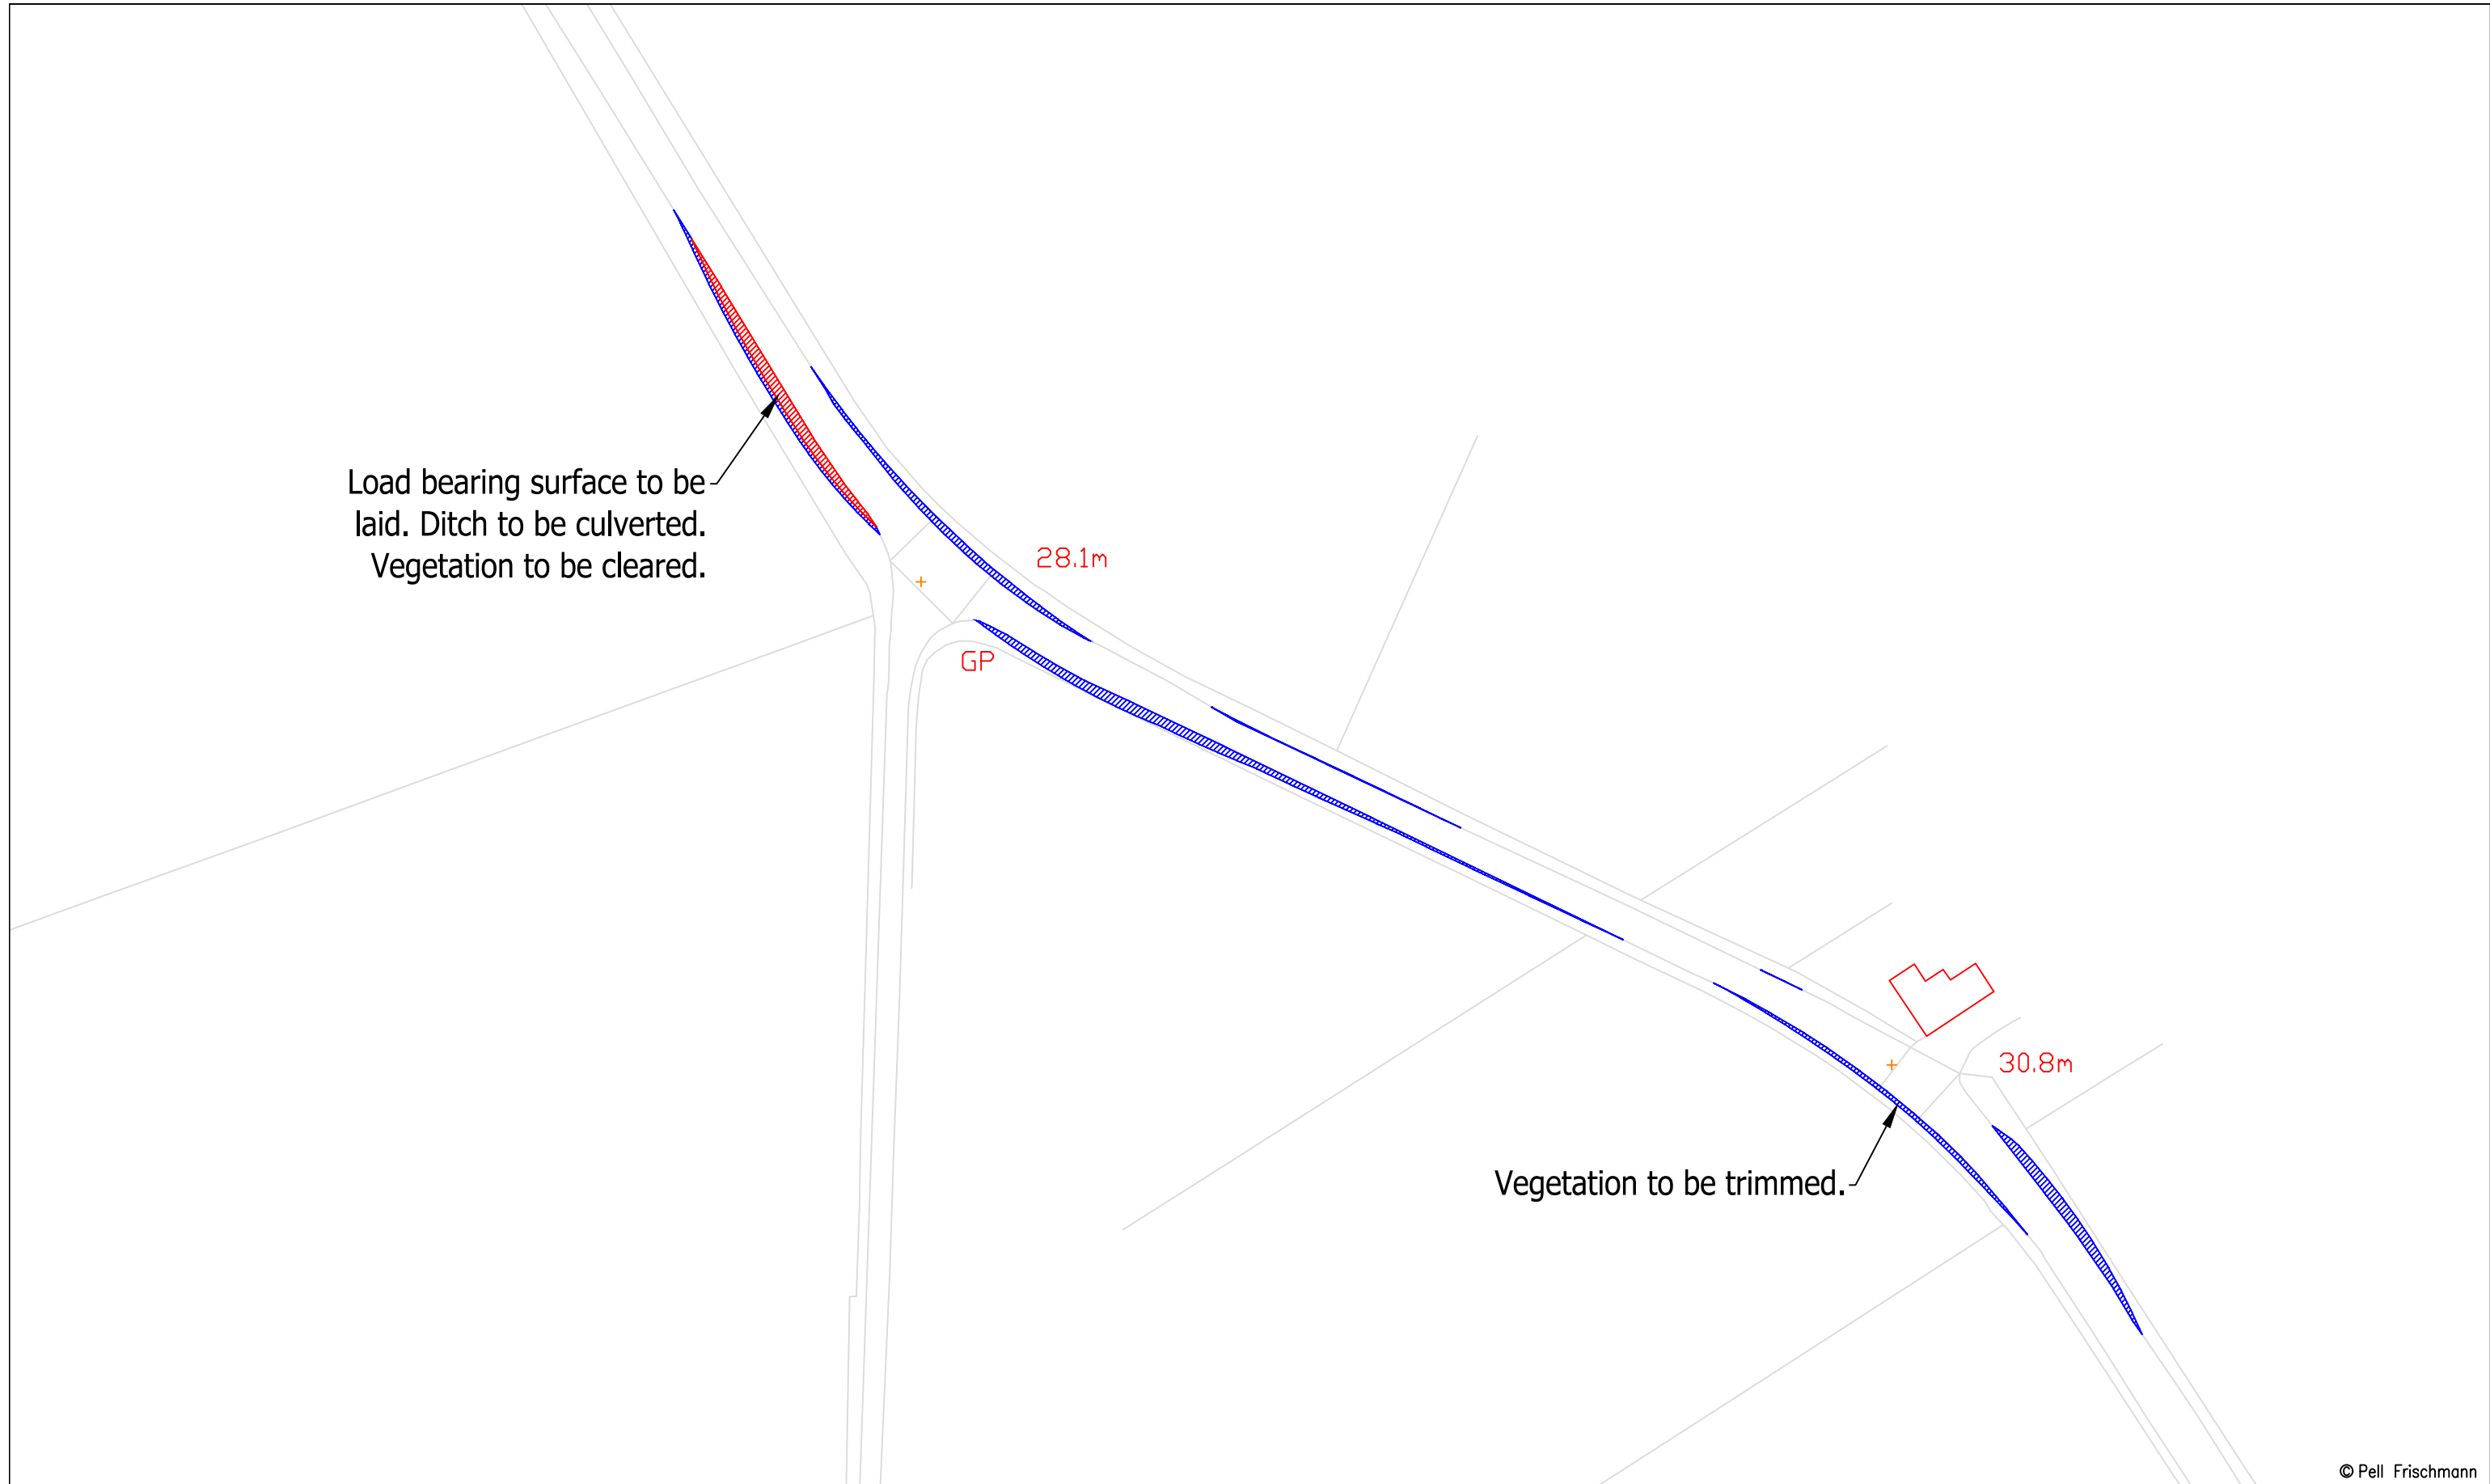 Load bearing surface to be
laid. Ditch to be culverted.
Vegetation to be cleared.
28.1m
GP
30.8m
Vegetation to be trimmed.
© Pell Frischmann